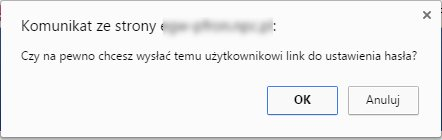 Komunikat ze strony
Czy na pewno chcesz wysłać temu użytkownikowi link do ustawienia hasła?
OK Anuluj